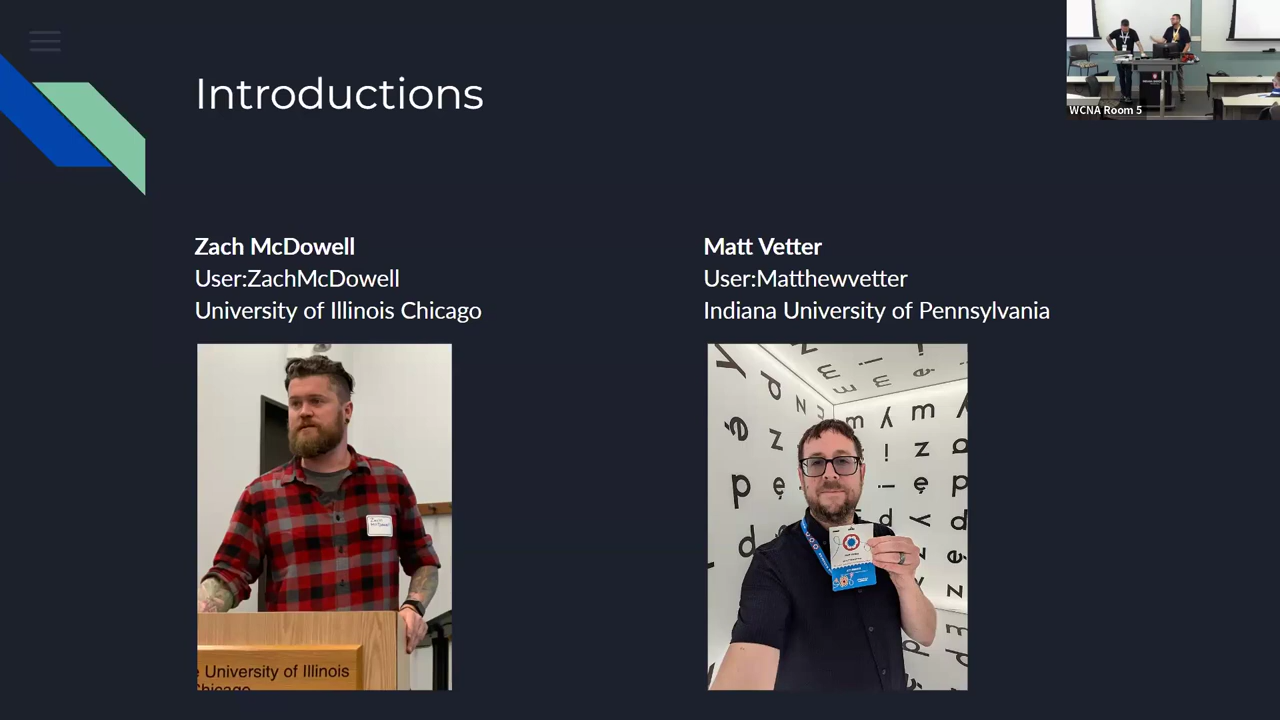 Introductions
WCNA Room 5
Zach McDowell
User:ZachMcDowell
University of Illinois Chicago
Matt Vetter
User:Matthewvetter
Indiana University of Pennsylvania
University of Illinois
Chicago